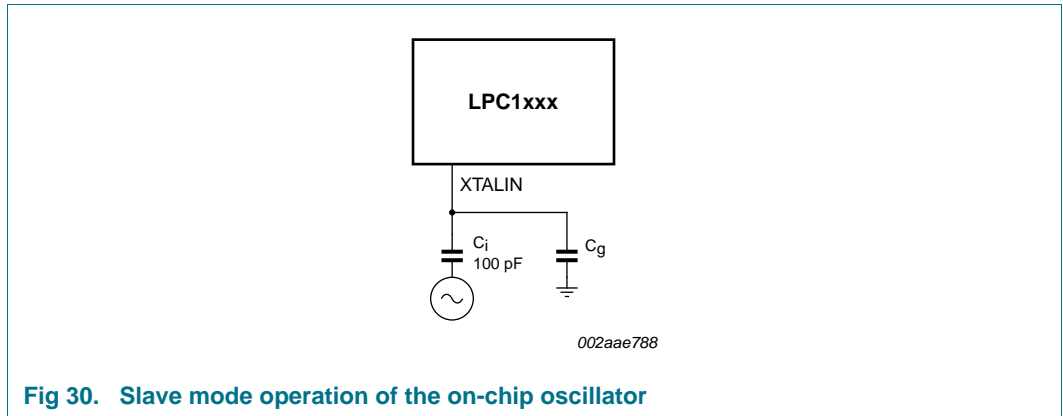 LPC1xxx
XTALIN
Ci
100 pF
Cg
002aae788
Fig 30. Slave mode operation of the on-chip oscillator